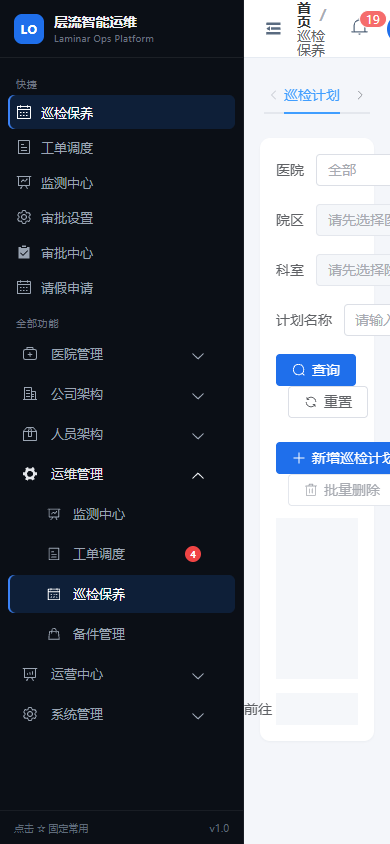 LO
层流智能运维
Laminar Ops Platform
快捷
巡检保养
工单调度
监测中心
审批设置
审批中心
请假申请
全部功能
医院管理
公司架构
人员架构
运维管理
监测中心
工单调度
4
巡检保养
备件管理
运营中心
系统管理
点击 ☆ 固定常用
v1.0
首页 /
巡检保养
19
巡检计划
医院
全部
院区
请先选择医
科室
请先选择院
计划名称
请输入
查询
重置
新增巡检计划
批量删除
前往